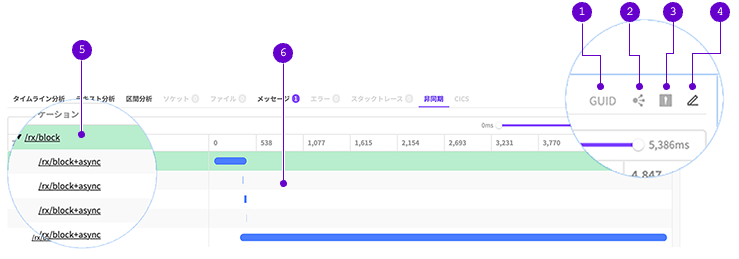 1 2 3 4
5 6
GUID
タイムライン分析 テキスト分析 区間分析 ソケット 0 ファイル 0 メッセージ 1 エラー 0 スタックトレース 0 非同期 CICS
ケーション
0ms 5,386ms
/rx/block
0 538 1,077 1,615 2,154 2,693 3,231 3,770 4,847
/rx/block+async
/rx/block+async
/rx/block+async
/rx/block+async